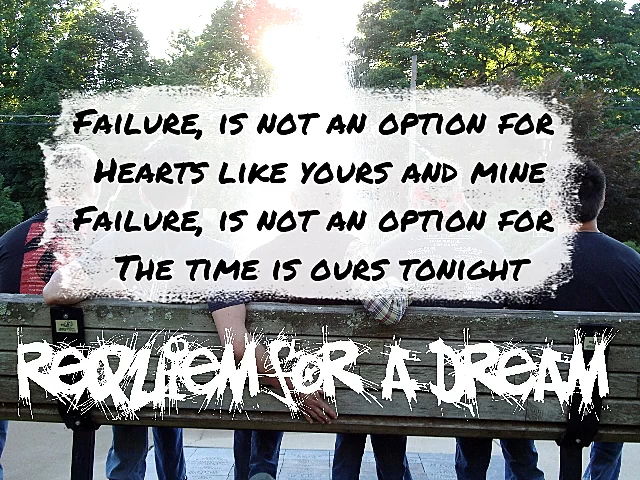 Failure, is not an option for
Hearts like yours and mine
Failure, is not an option for
The time is ours tonight
Requiem for a Dream